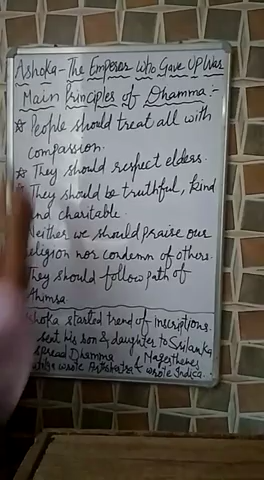 Ashoka - The Emperor Who Gave Up War
Main Principles of Dhamma :-
☆ People should treat all with
compassion.
☆ They should respect elders.
They should be truthful, kind
and charitable.
Neither we should praise our
religion nor condemn of others.
They should follow path of
Ahimsa
Ashoka started trend of inscriptions.
sent his son & daughter to Srilanka
spread Dhamma
wrote Indica.